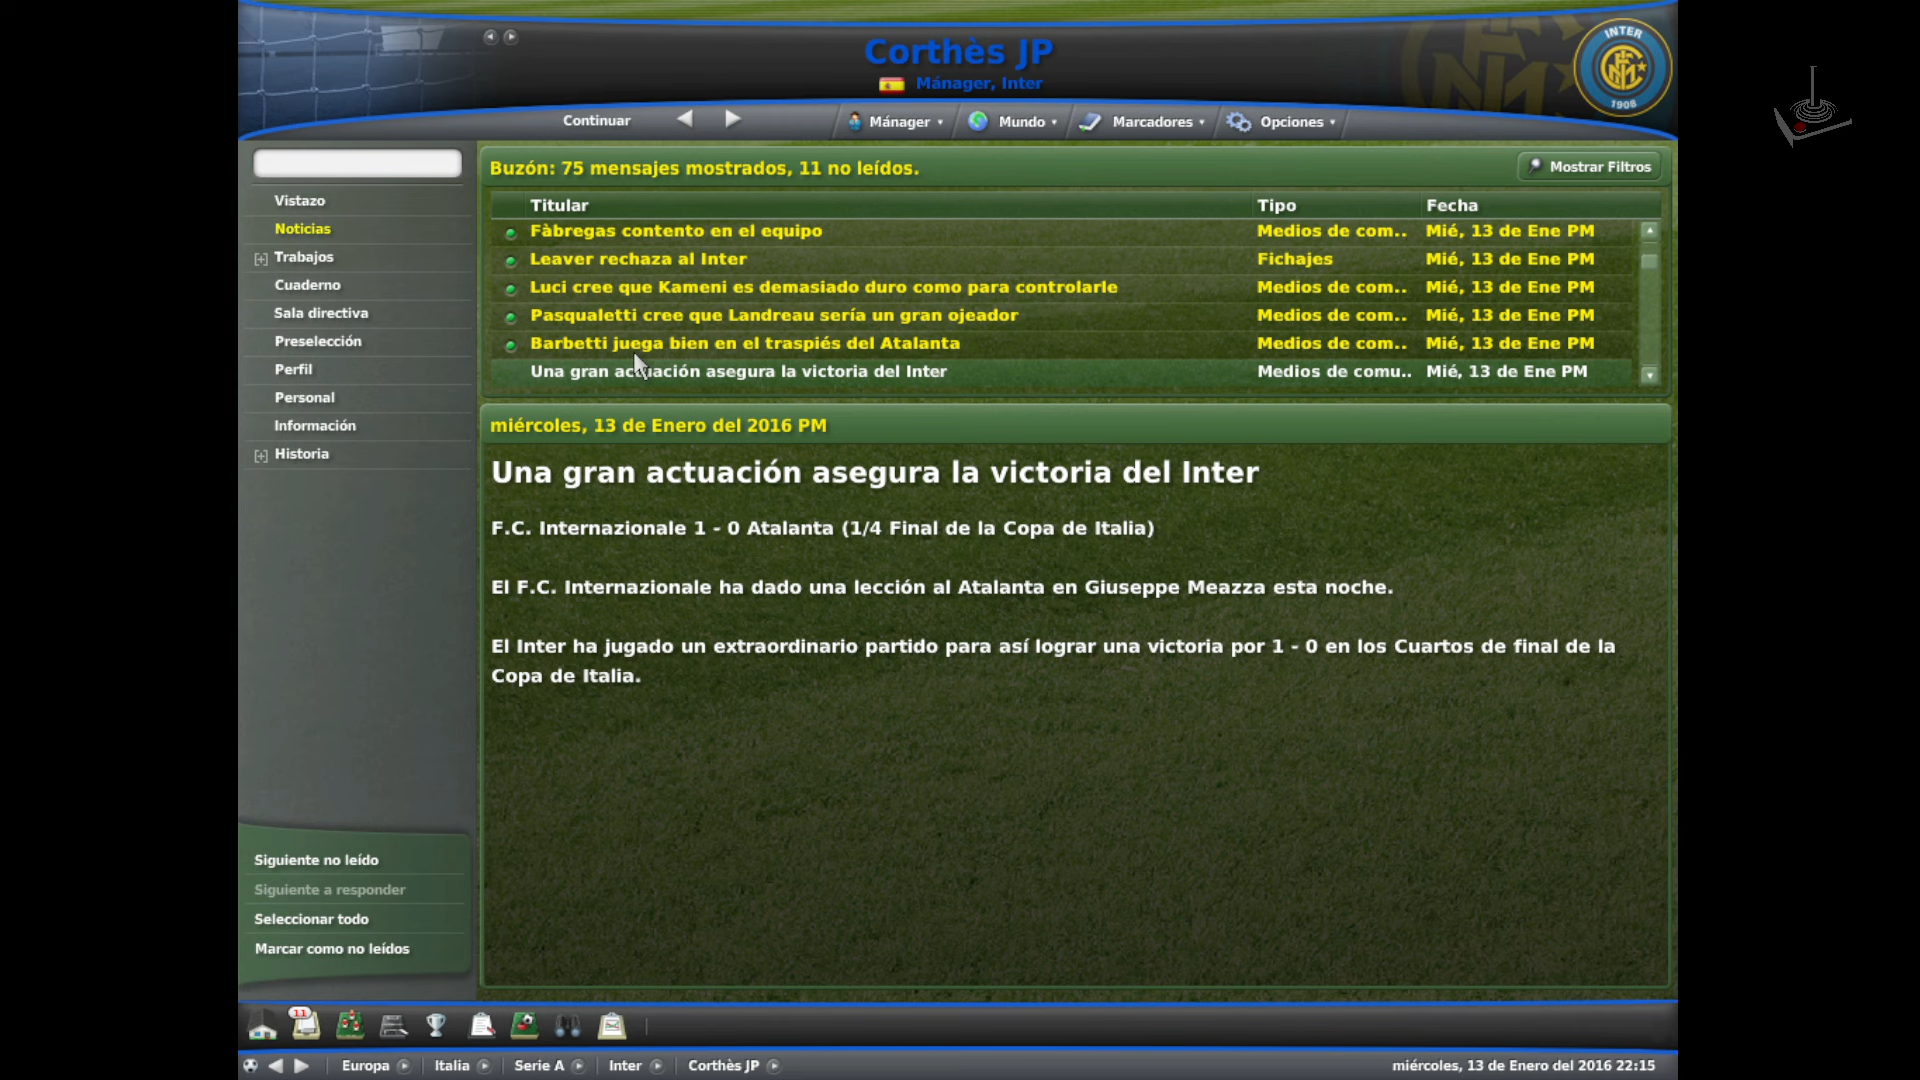 Corthès JP
Mánager, Inter
INTER
1908
Continuar
Mánager
Mundo
Marcadores
Opciones
Vistazo
Noticias
Trabajos
Cuaderno
Sala directiva
Preselección
Perfil
Personal
Información
Historia
Buzón: 75 mensajes mostrados, 11 no leídos.
Mostrar Filtros
Titular Tipo Fecha
Fàbregas contento en el equipo Medios de com.. Mié, 13 de Ene PM
Leaver rechaza al Inter Fichajes Mié, 13 de Ene PM
Luci cree que Kameni es demasiado duro como para controlarle Medios de com.. Mié, 13 de Ene PM
Pasqualetti cree que Landreau sería un gran ojeador Medios de com.. Mié, 13 de Ene PM
Barbetti juega bien en el traspiés del Atalanta Medios de com.. Mié, 13 de Ene PM
Una gran actuación asegura la victoria del Inter Medios de comu.. Mié, 13 de Ene PM
miércoles, 13 de Enero del 2016 PM
Una gran actuación asegura la victoria del Inter
F.C. Internazionale 1 - 0 Atalanta (1/4 Final de la Copa de Italia)
El F.C. Internazionale ha dado una lección al Atalanta en Giuseppe Meazza esta noche.
El Inter ha jugado un extraordinario partido para así lograr una victoria por 1 - 0 en los Cuartos de final de la
Copa de Italia.
Siguiente no leído
Siguiente a responder
Seleccionar todo
Marcar como no leídos
11
Europa Italia Serie A Inter Corthès JP
miércoles, 13 de Enero del 2016 22:15